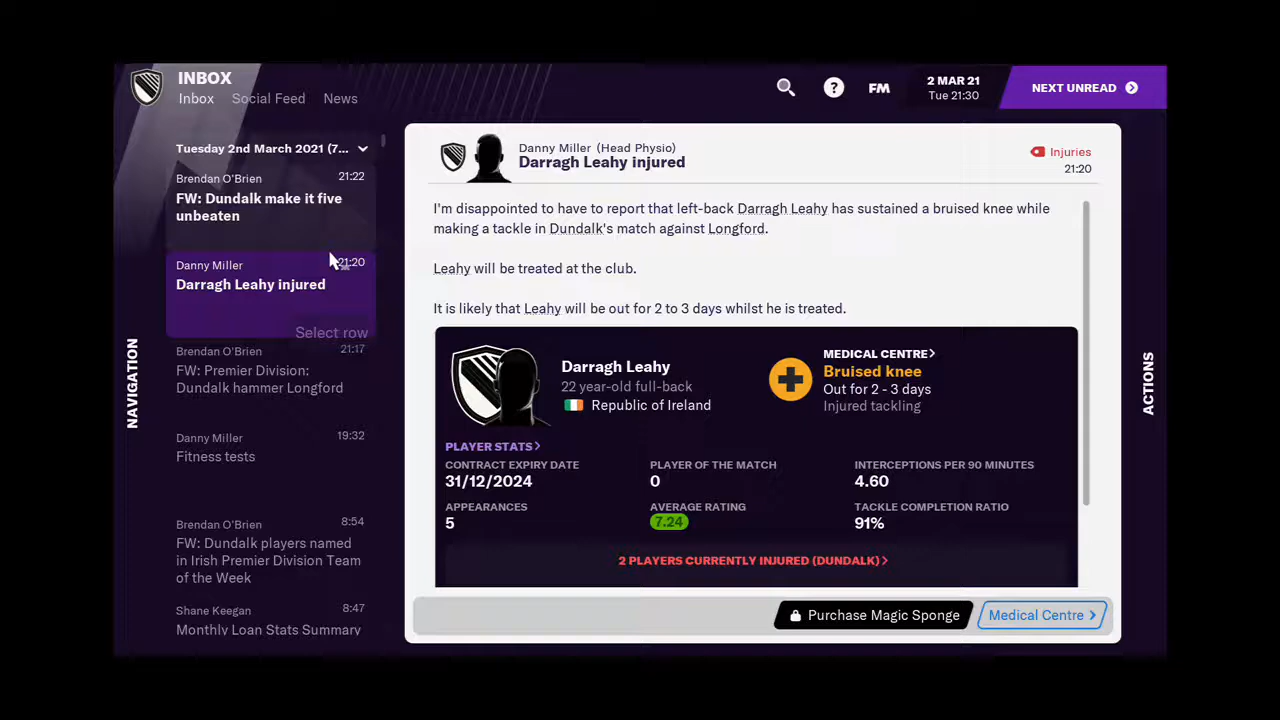 INBOX
Inbox Social Feed News
?
FM
2 MAR 21
Tue 21:30
NEXT UNREAD
NAVIGATION
Tuesday 2nd March 2021 (7...
Brendan O'Brien 21:22
FW: Dundalk make it five
unbeaten
Danny Miller 21:20
Darragh Leahy injured
Select row
Brendan O'Brien 21:17
FW: Premier Division:
Dundalk hammer Longford
Danny Miller 19:32
Fitness tests
Brendan O'Brien 8:54
FW: Dundalk players named
in Irish Premier Division Team
of the Week
Shane Keegan 8:47
Monthly Loan Stats Summary
Danny Miller (Head Physio)
Darragh Leahy injured
Injuries
21:20
I'm disappointed to have to report that left-back Darragh Leahy has sustained a bruised knee while
making a tackle in Dundalk's match against Longford.
Leahy will be treated at the club.
It is likely that Leahy will be out for 2 to 3 days whilst he is treated.
Darragh Leahy
22 year-old full-back
Republic of Ireland
MEDICAL CENTRE>
Bruised knee
Out for 2 - 3 days
Injured tackling
PLAYER STATS>
CONTRACT EXPIRY DATE PLAYER OF THE MATCH INTERCEPTIONS PER 90 MINUTES
31/12/2024 0 4.60
APPEARANCES AVERAGE RATING TACKLE COMPLETION RATIO
5 7.24 91%
2 PLAYERS CURRENTLY INJURED (DUNDALK)>
Purchase Magic Sponge Medical Centre >
ACTIONS